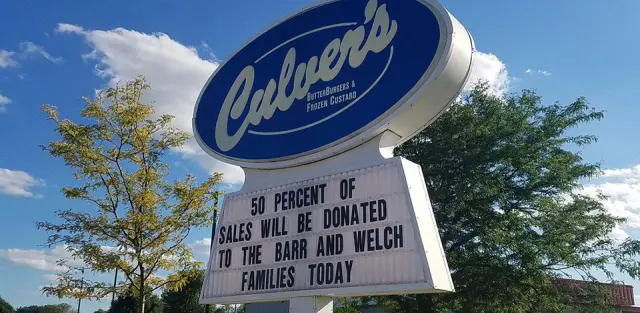 Culver's
ButterBurgers &
Frozen Custard
50 PERCENT OF
SALES WILL BE DONATED
TO THE BARR AND WELCH
FAMILIES TODAY